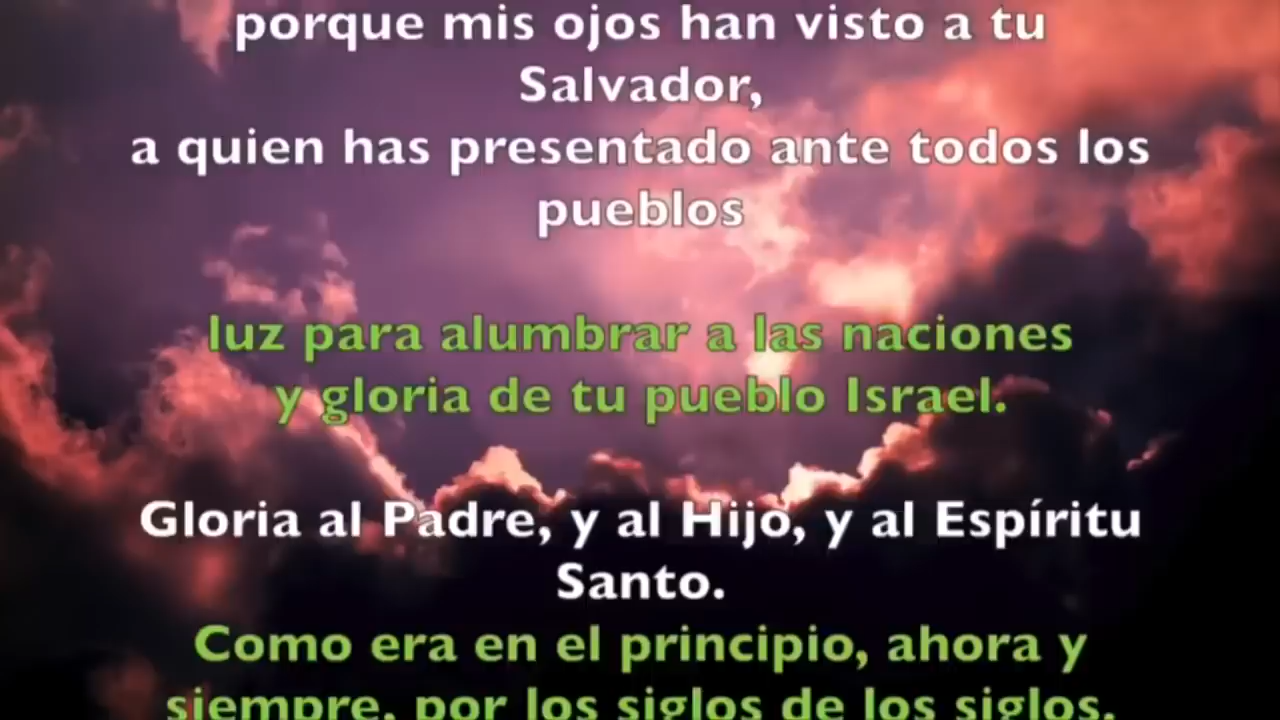 porque mis ojos han visto a tu
Salvador,
a quien has presentado ante todos los
pueblos
luz para alumbrar a las naciones
y gloria de tu pueblo Israel.
Gloria al Padre, y al Hijo, y al Espíritu
Santo.
Como era en el principio, ahora y
siempre, por los siglos de los siglos.